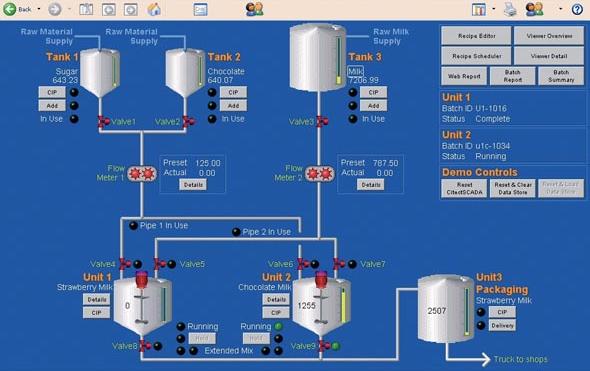 Back
Raw Material Supply
Raw Material Supply
Raw Milk Supply
Tank 1
Sugar
643.23
CIP
Add
In Use
Valve1
Tank 2
Chocolate
640.07
CIP
Add
In Use
Valve2
Tank 3
Milk
7206.99
CIP
Add
In Use
Valve3
Recipe Editor
Viewer Overview
Recipe Scheduler
Viewer Detail
Web Report
Batch Report
Batch Summary
Unit 1
Batch ID U1-1016
Status Complete
Unit 2
Batch ID u1c-1034
Status Running
Demo Controls
Reset CitectSCADA
Reset & Clear Data Store
Reset & Load Data Store
Flow Meter 1
Preset 125.00
Actual 0.00
Details
Flow Meter 2
Preset 787.50
Actual 0.00
Details
Pipe 1 In Use
Pipe 2 In Use
Valve4
Valve5
Valve6
Valve7
Unit 1
Strawberry Milk
Details
CIP
0
Running
Hold
Extended Mix
Valve8
Unit 2
Chocolate Milk
Details
CIP
1255
Running
Hold
Valve9
Unit3 Packaging
Strawberry Milk
2507
CIP
Delivery
Truck to shops